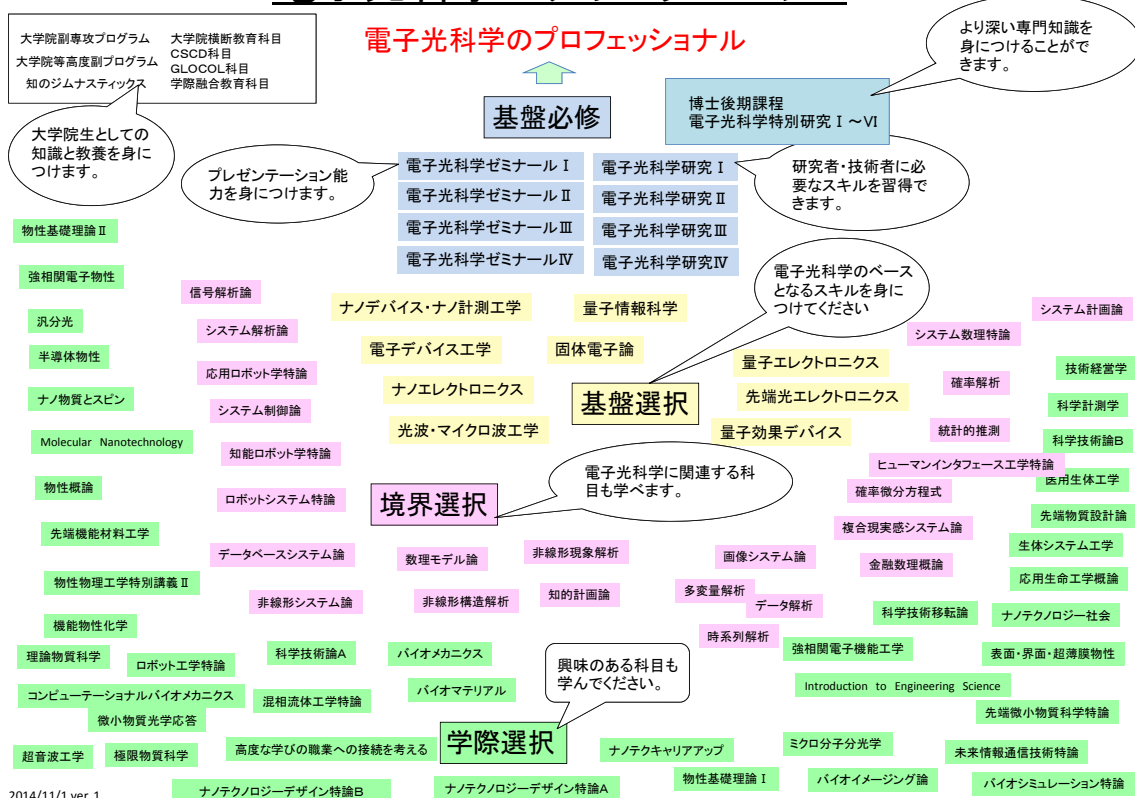 大学院副専攻プログラム
大学院等高度副プログラム
知のジムナスティックス
大学院横断教育科目
CSCD科目
GLOCOL科目
学際融合教育科目
電子光科学のプロフェッショナル
より深い専門知識を
身につけることがで
きます。
基盤必修
博士後期課程
電子光科学特別研究Ⅰ～Ⅵ
大学院生としての
知識と教養を身に
つけます。
プレゼンテーション能
力を身につけます。
電子光科学ゼミナールⅠ
電子光科学ゼミナールⅡ
電子光科学ゼミナールⅢ
電子光科学ゼミナールⅣ
電子光科学研究Ⅰ
電子光科学研究Ⅱ
電子光科学研究Ⅲ
電子光科学研究Ⅳ
研究者・技術者に必
要なスキルを習得で
きます。
電子光科学のベース
となるスキルを身に
つけてください
物性基礎理論Ⅱ
強相関電子物性
汎分光
半導体物性
ナノ物質とスピン
Molecular Nanotechnology
物性概論
先端機能材料工学
物性物理工学特別講義Ⅱ
機能物性化学
理論物質科学
信号解析論
システム解析論
応用ロボット学特論
システム制御論
知能ロボット学特論
ロボットシステム特論
データベースシステム論
非線形システム論
ナノデバイス・ナノ計測工学
量子情報科学
電子デバイス工学
固体電子論
ナノエレクトロニクス
光波・マイクロ波工学
基盤選択
量子エレクトロニクス
先端光エレクトロニクス
量子効果デバイス
システム計画論
システム数理特論
確率解析
統計的推測
ヒューマンインタフェース工学特論
確率微分方程式
複合現実感システム論
金融数理概論
技術経営学
科学計測学
科学技術論B
医用生体工学
先端物質設計論
生体システム工学
応用生命工学概論
ナノテクノロジー社会
科学技術移転論
境界選択
電子光科学に関連する科
目も学べます。
数理モデル論
非線形現象解析
非線形構造解析
知的計画論
画像システム論
多変量解析
データ解析
時系列解析
強相関電子機能工学
表面・界面・超薄膜物性
ロボット工学特論
科学技術論A
バイオメカニクス
興味のある科目も
学んでください。
コンピューテーショナルバイオメカニクス
混相流体工学特論
バイオマテリアル
Introduction to Engineering Science
微小物質光学応答
先端微小物質科学特論
超音波工学
極限物質科学
高度な学びの職業への接続を考える
学際選択
ナノテクキャリアアップ
ミクロ分子分光学
未来情報通信技術特論
ナノテクノロジーデザイン特論B
ナノテクノロジーデザイン特論A
物性基礎理論Ⅰ
バイオイメージング論
バイオシミュレーション特論
2014/11/1 ver. 1